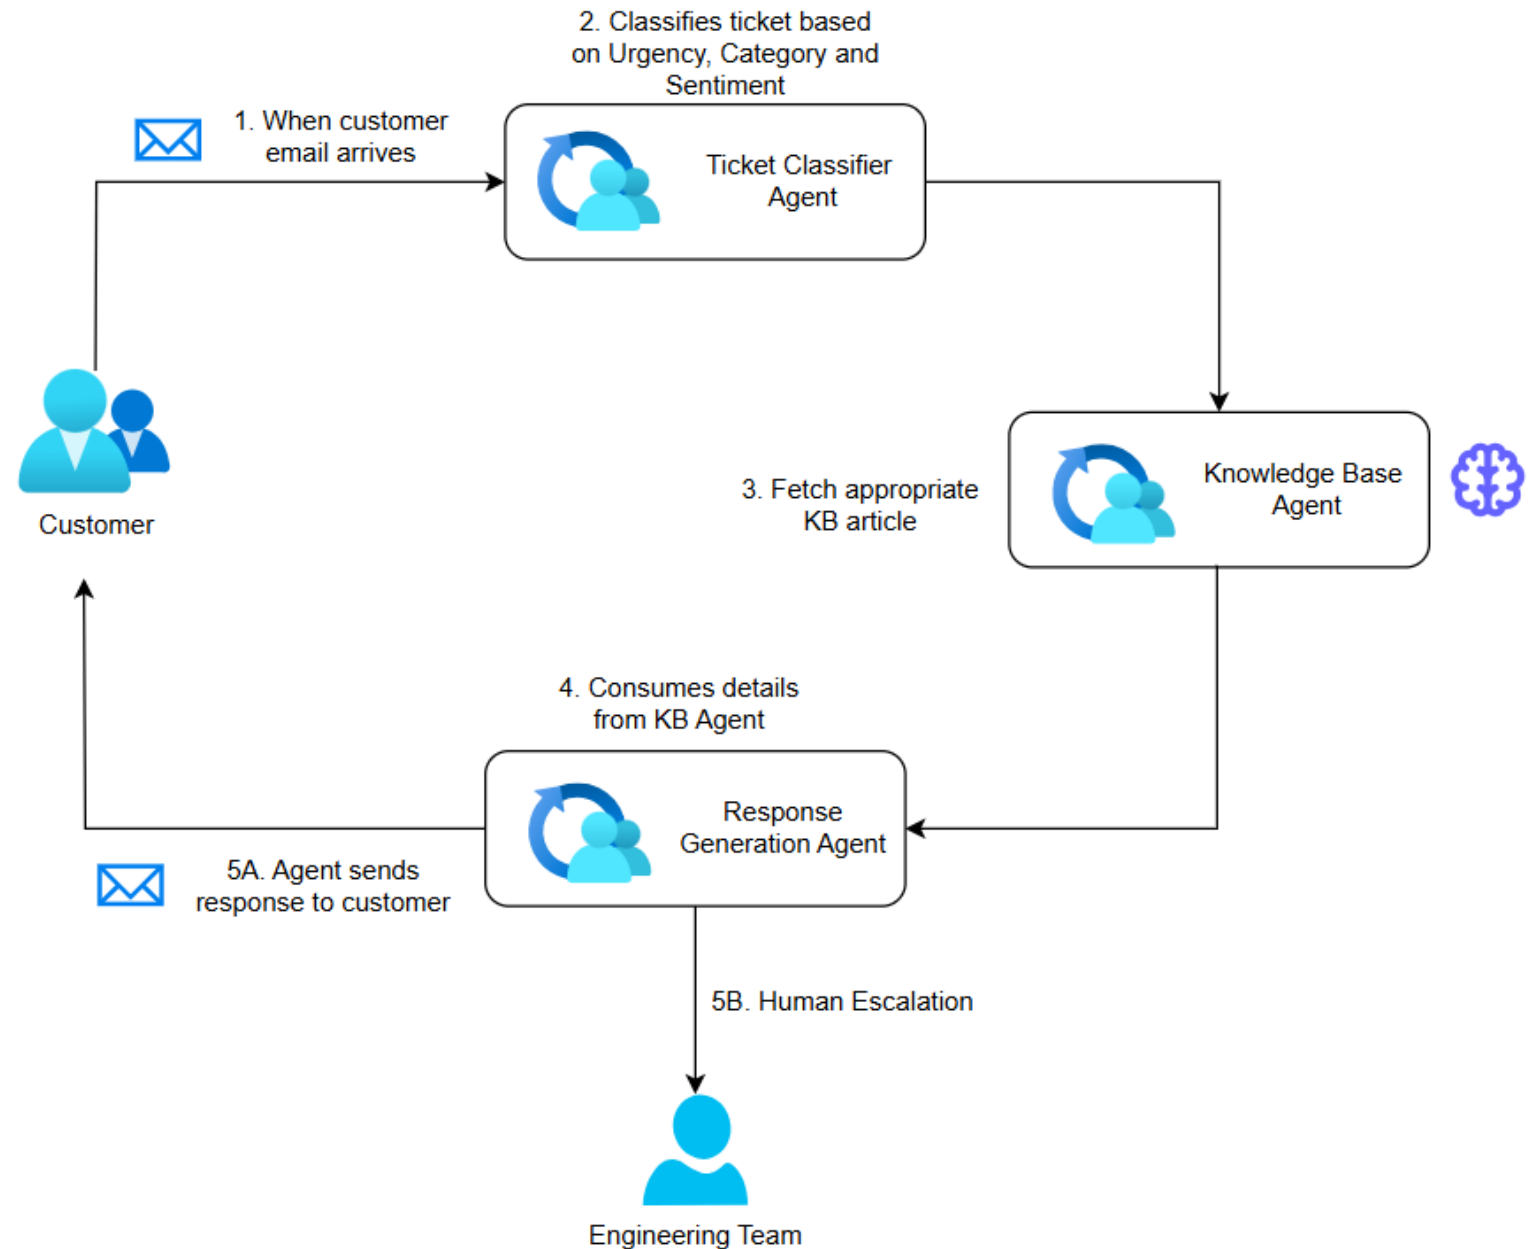 2. Classifies ticket based
on Urgency, Category and
Sentiment
1. When customer
email arrives
Ticket Classifier
Agent
Customer
3. Fetch appropriate
KB article
Knowledge Base
Agent
4. Consumes details
from KB Agent
Response
Generation Agent
5A. Agent sends
response to customer
5B. Human Escalation
Engineering Team